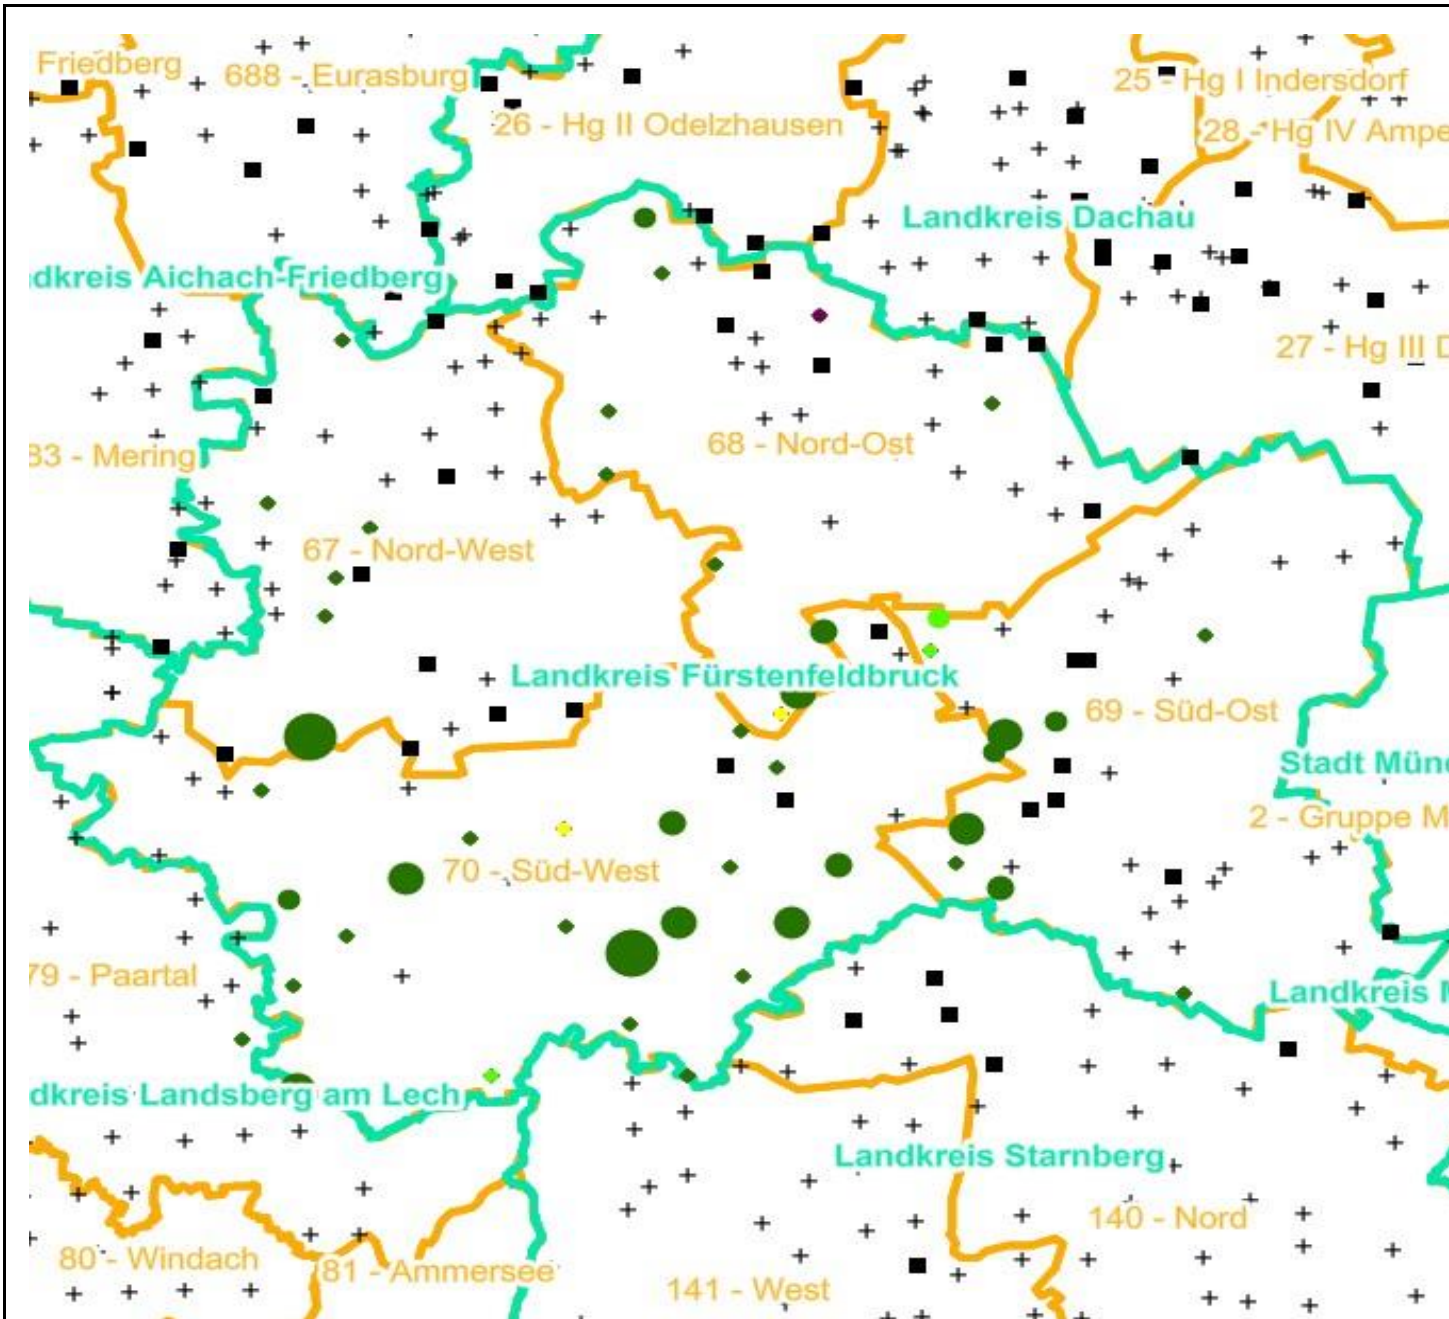 Friedberg
688 - Eurasburg
25 - Hg I Indersdorf
26 - Hg II Odelzhausen
28 - Hg IV Ampe
Landkreis Dachau
dkreis Aichach-Friedberg
27 - Hg III D
83 - Mering
68 - Nord-Ost
67 - Nord-West
Landkreis Fürstenfeldbruck
69 - Süd-Ost
Stadt Münc
2 - Gruppe M
70 - Süd-West
79 - Paartal
Landkreis M
dkreis Landsberg am Lech
Landkreis Starnberg
140 - Nord
80 - Windach
81 - Ammersee
141 - West